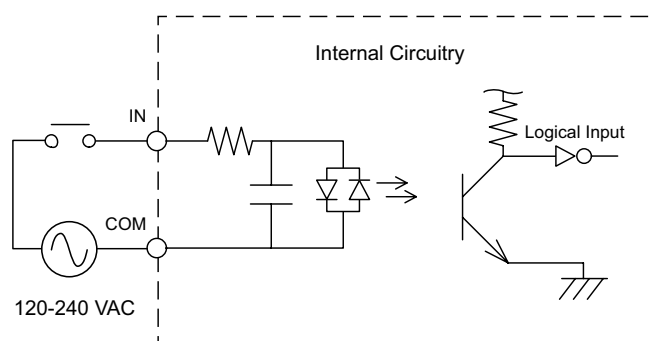 Internal Circuitry
IN
Logical Input
COM
120-240 VAC